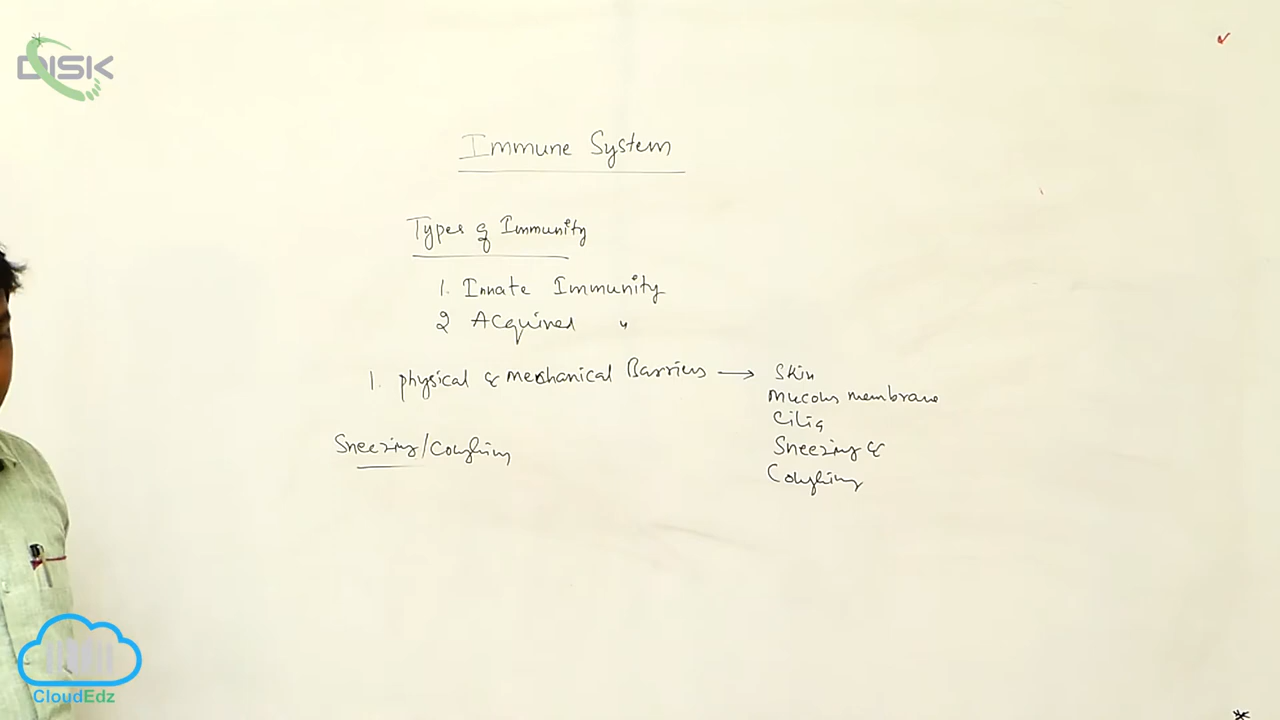 DISK
Immune System
Types of Immunity
1. Innate Immunity
2 Acquired "
1. physical & mechanical Barriers → Skin
Mucous membrane
Cilia
Sneezing &
Coughing
Sneezing/Coughing
CloudEdz